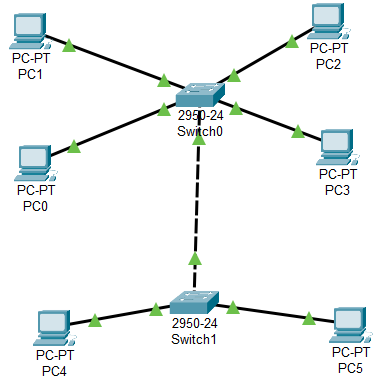 PC-PT
PC1
PC-PT
PC2
2950-24
Switch0
PC-PT
PC0
PC-PT
PC3
2950-24
Switch1
PC-PT
PC4
PC-PT
PC5